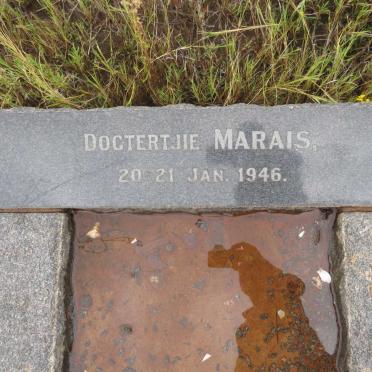 DOCTERTJIE MARAIS,
20-21 JAN. 1946.